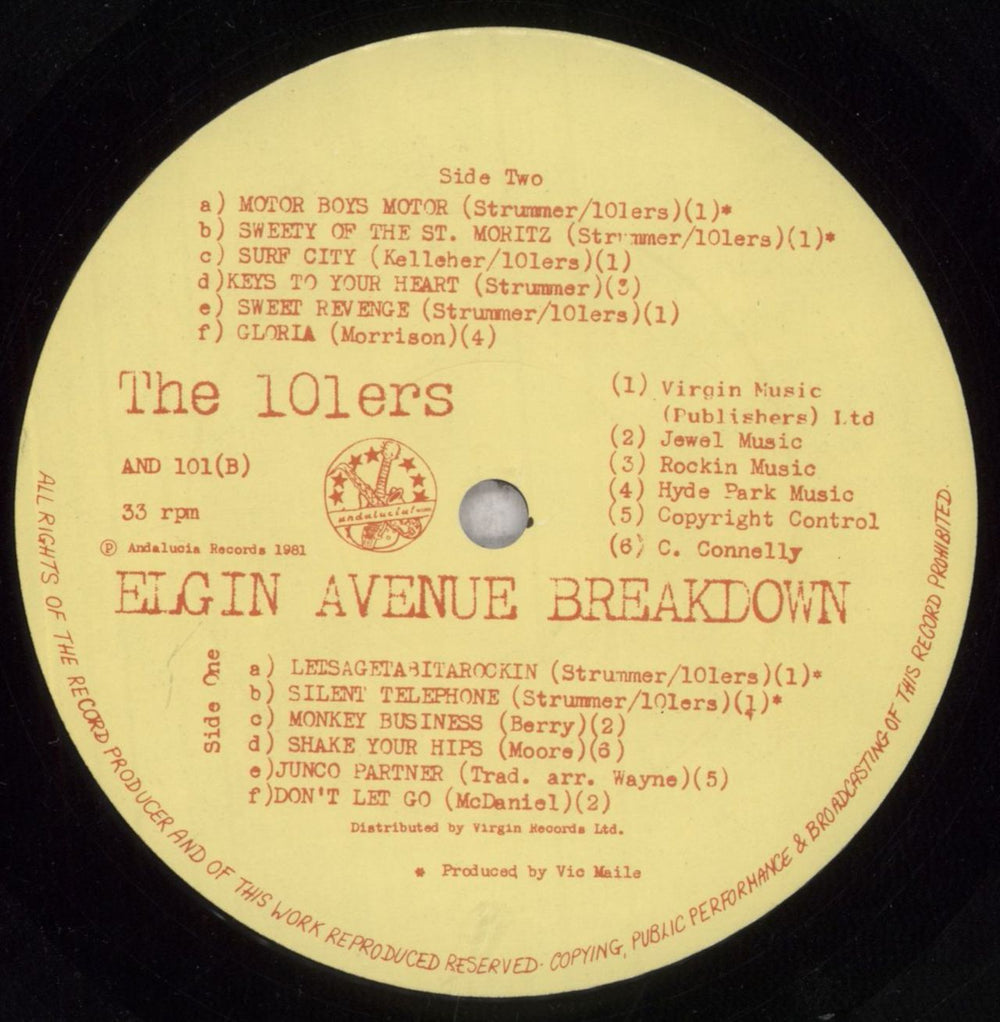 Side Two
a) MOTOR BOYS MOTOR (Strummer/101ers)(1)*
b) SWEETY OF THE ST. MORITZ (Strummer/101ers)(1)*
c) SURF CITY (Kelleher/101ers)(1)
d)KEYS TO YOUR HEART (Strummer)(3)
e) SWEET REVENGE (Strummer/101ers)(1)
f) GLORIA (Morrison)(4)
The 101ers
AND 101(B)
33 rpm
andalucia!
Ⓟ Andalucia Records 1981
(1) Virgin Music
(Publishers) Ltd
(2) Jewel Music
(3) Rockin Music
(4) Hyde Park Music
(5) Copyright Control
(6) C. Connelly
ELGIN AVENUE BREAKDOWN
Side One
a) LETSAGETABITAROCKIN (Strummer/101ers)(1)*
b) SILENT TELEPHONE (Strummer/101ers)(1)*
c) MONKEY BUSINESS (Berry)(2)
d) SHAKE YOUR HIPS (Moore)(6)
e)JUNCO PARTNER (Trad. arr. Wayne)(5)
f)DON'T LET GO (McDaniel)(2)
Distributed by Virgin Records Ltd.
* Produced by Vic Maile
ALL RIGHTS OF THE RECORD PRODUCER AND OF THIS WORK REPRODUCED RESERVED· COPYING, PUBLIC PERFORMANCE & BROADCASTING OF THIS RECORD PROHIBITED.